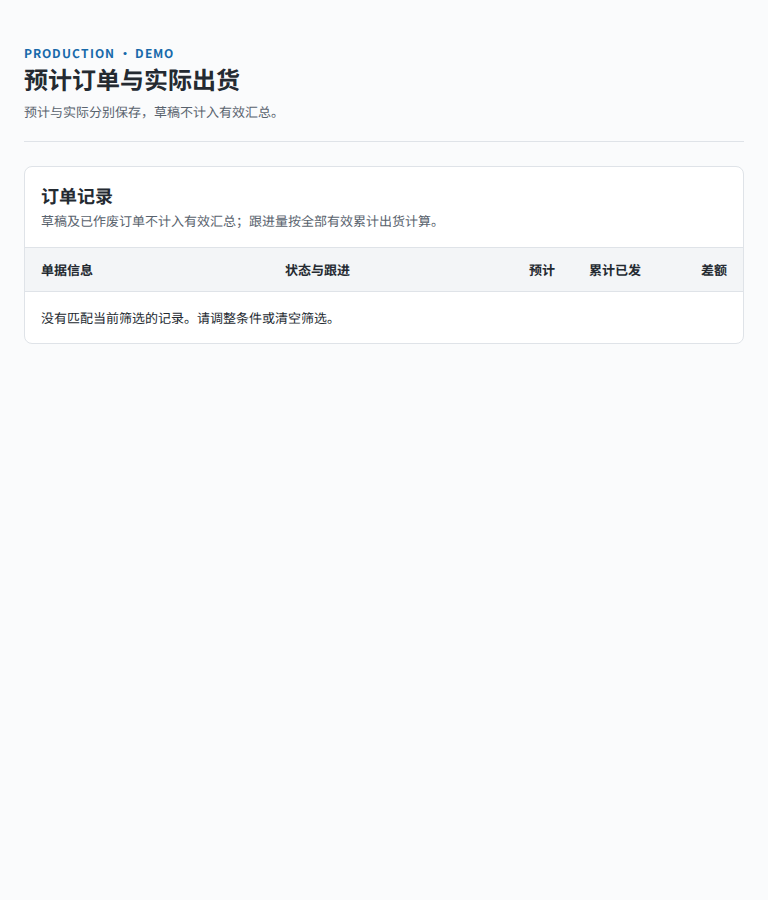 PRODUCTION · DEMO
预计订单与实际出货
预计与实际分别保存，草稿不计入有效汇总。
订单记录
草稿及已作废订单不计入有效汇总；跟进量按全部有效累计出货计算。
单据信息 状态与跟进 预计 累计已发 差额
没有匹配当前筛选的记录。请调整条件或清空筛选。